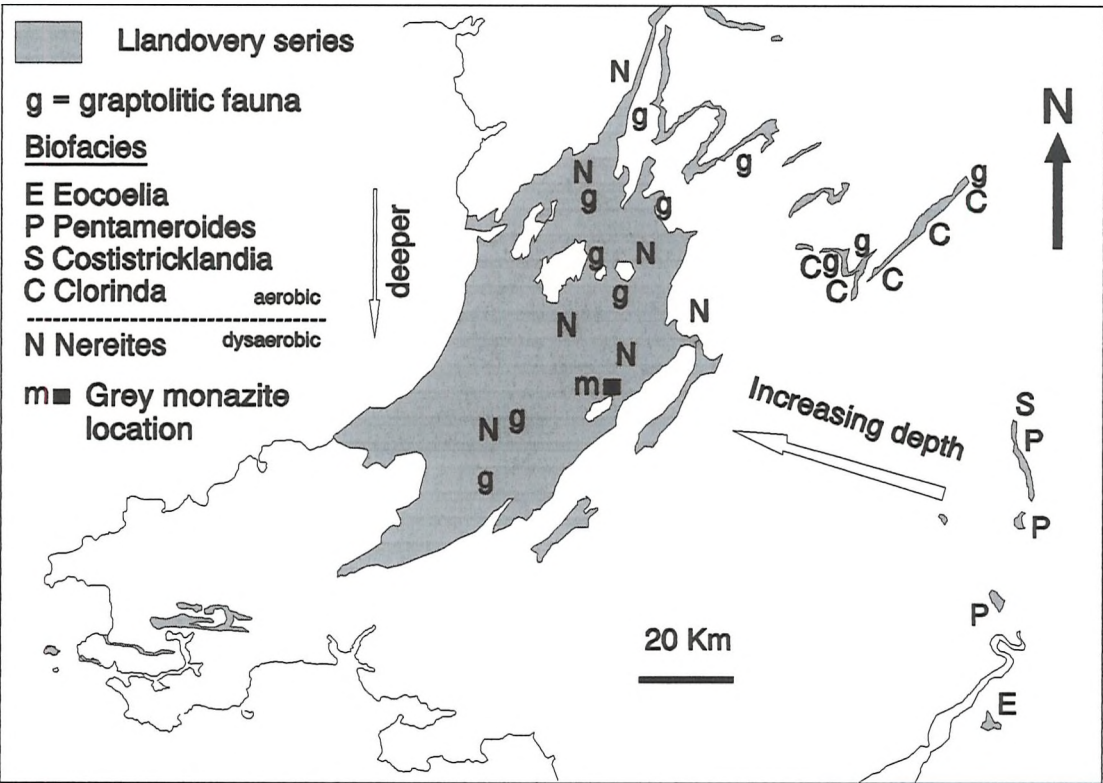 Llandovery series
g = graptolitic fauna
Biofacies
E Eocoelia
P Pentameroides
S Costistricklandia
C Clorinda aerobic
N Nereites dysaerobic
m Grey monazite
location
deeper
N
N
g
g
N
g
g
g
C
g
N
C
g
g
C
g
C
C
N
N
N
m
Increasing depth
S
P
N
g
g
P
P
20 Km
E